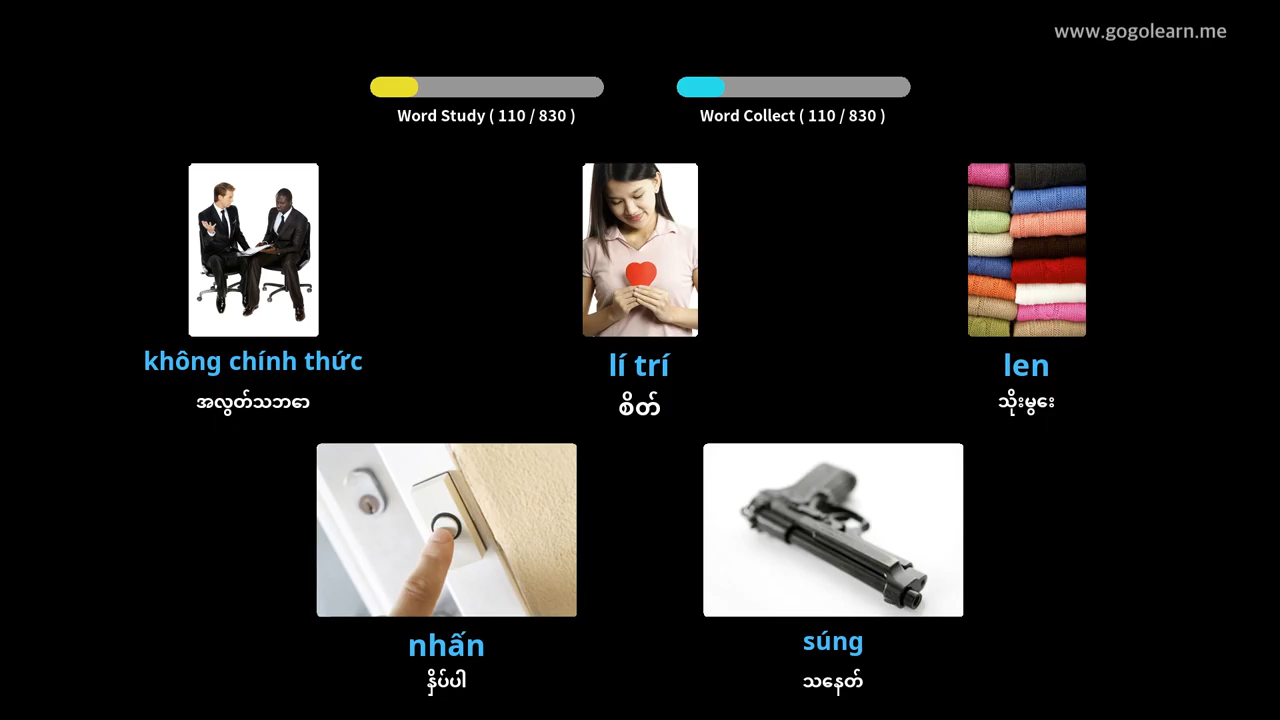 www.gogolearn.me
Word Study ( 110 / 830 )
Word Collect ( 110 / 830 )
không chính thức
အလွတ်သဘော
lí trí
စိတ်
len
သိုးမွေး
nhấn
နှိပ်ပါ
súng
သေနတ်